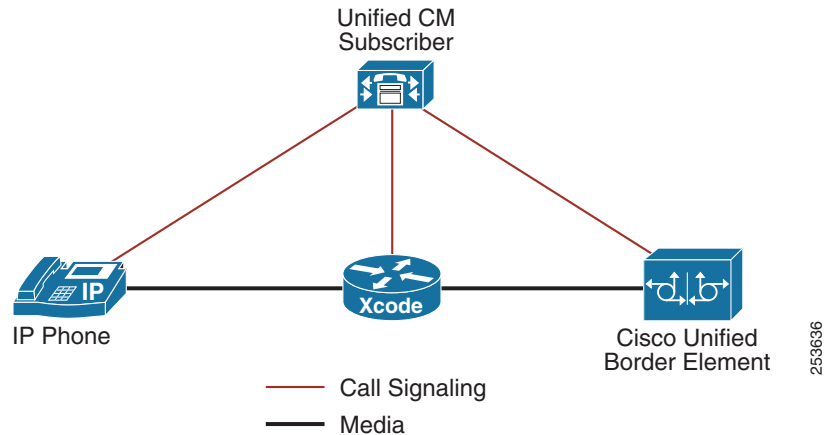 Unified CM
Subscriber
IP
IP Phone
Xcode
Cisco Unified
Border Element
Call Signaling
Media
253636